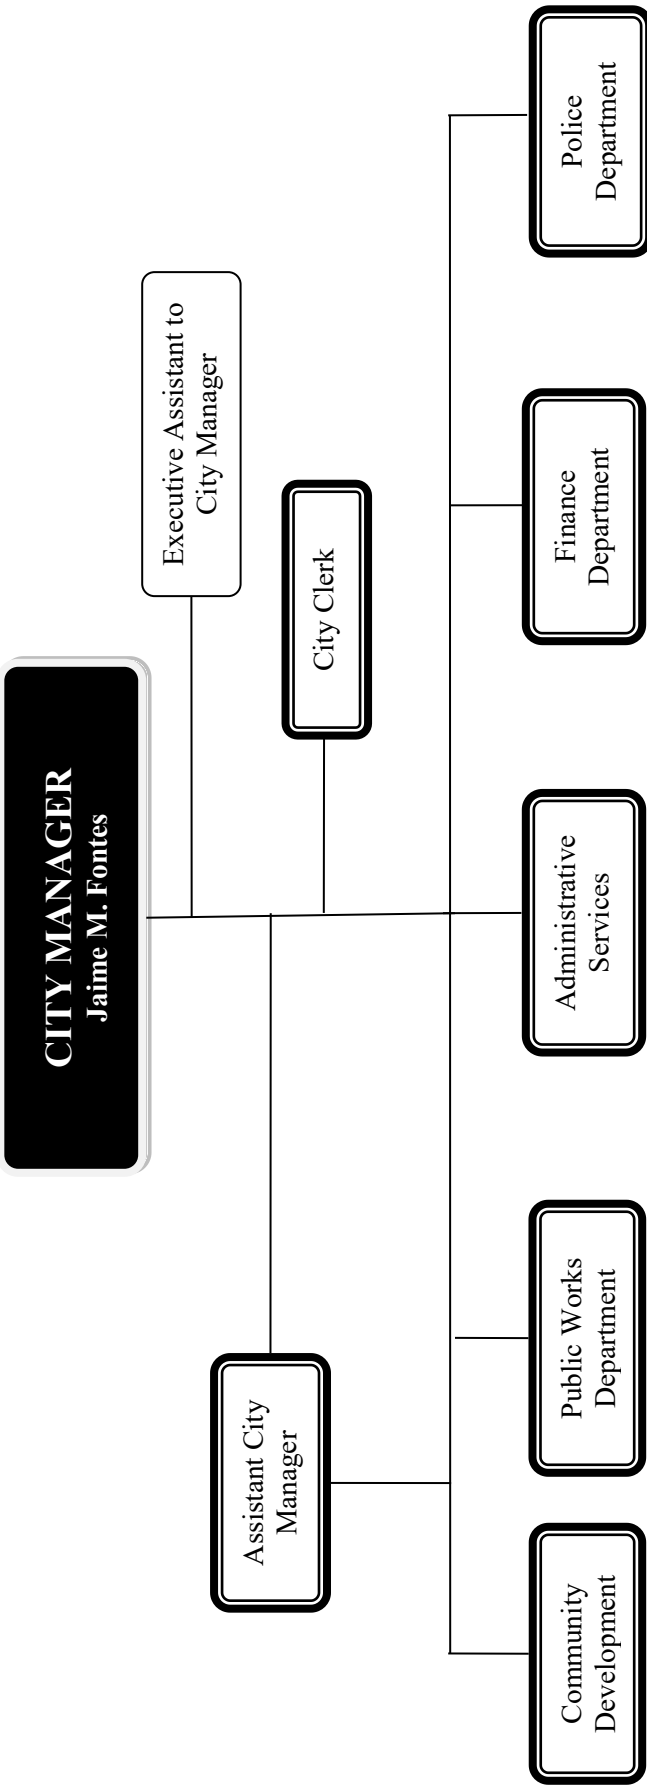 CITY MANAGER
Jaime M. Fontes
Executive Assistant to
City Manager
Assistant City
Manager
City Clerk
Community
Development
Public Works
Department
Administrative
Services
Finance
Department
Police
Department